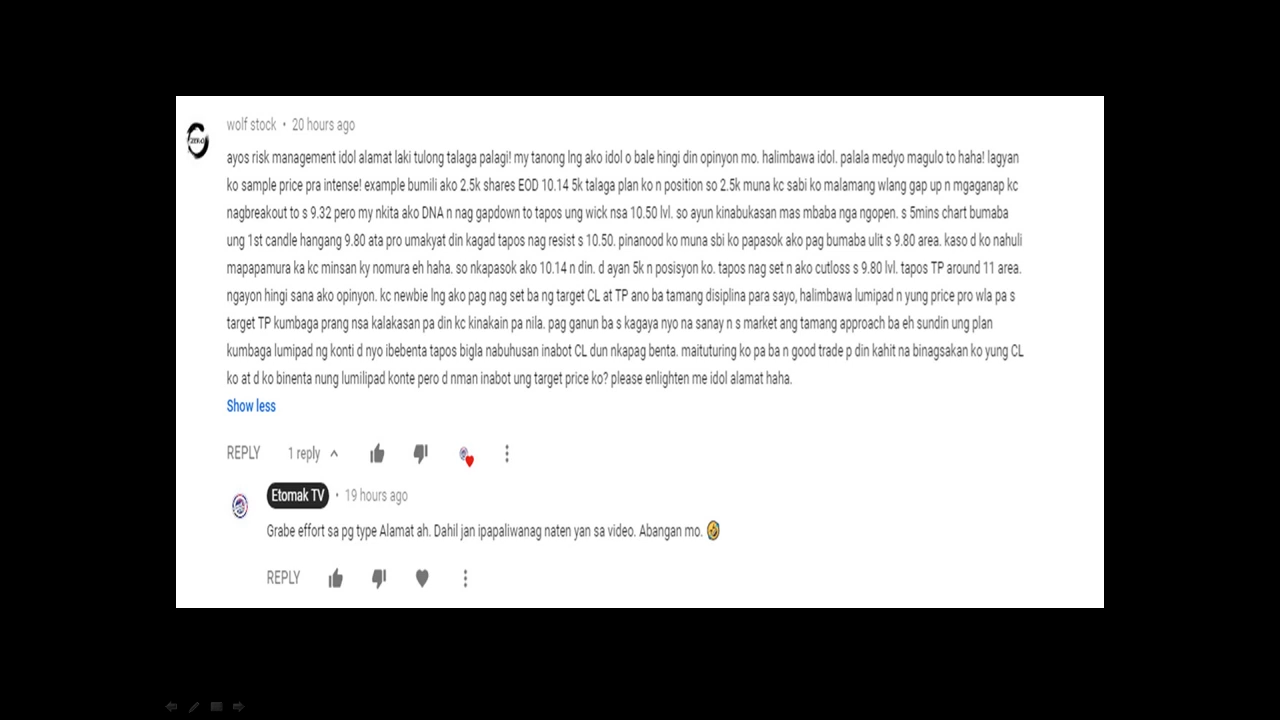 wolf stock • 20 hours ago
ayos risk management idol alamat laki tulong talaga palagi! my tanong lng ako idol o bale hingi din opinyon mo. halimbawa idol. palala medyo magulo to haha! lagyan
ko sample price pra intense! example bumili ako 2.5k shares EOD 10.14 5k talaga plan ko n position so 2.5k muna kc sabi ko malamang wlang gap up n mgaganap kc
nagbreakout to s 9.32 pero my nkita ako DNA n nag gapdown to tapos ung wick nsa 10.50 lvl. so ayun kinabukasan mas mbaba nga ngopen. s 5mins chart bumaba
ung 1st candle hangang 9.80 ata pro umakyat din kagad tapos nag resist s 10.50. pinanood ko muna sbi ko papasok ako pag bumaba ulit s 9.80 area. kaso d ko nahuli
mapapamura ka kc minsan ky nomura eh haha. so nkapasok ako 10.14 n din. d ayan 5k n posisyon ko. tapos nag set n ako cutloss s 9.80 lvl. tapos TP around 11 area.
ngayon hingi sana ako opinyon. kc newbie lng ako pag nag set ba ng target CL at TP ano ba tamang disiplina para sayo, halimbawa lumipad n yung price pro wla pa s
target TP kumbaga prang nsa kalakasan pa din kc kinakain pa nila. pag ganun ba s kagaya nyo na sanay n s market ang tamang approach ba eh sundin ung plan
kumbaga lumipad ng konti d nyo ibebenta tapos bigla nabuhusan inabot CL dun nkapag benta. maituturing ko pa ba n good trade p din kahit na binagsakan ko yung CL
ko at d ko binenta nung lumilipad konte pero d nman inabot ung target price ko? please enlighten me idol alamat haha.
Show less
REPLY 1 reply
Etomak TV • 19 hours ago
Grabe effort sa pg type Alamat ah. Dahil jan ipapaliwanag naten yan sa video. Abangan mo. 🤣
REPLY